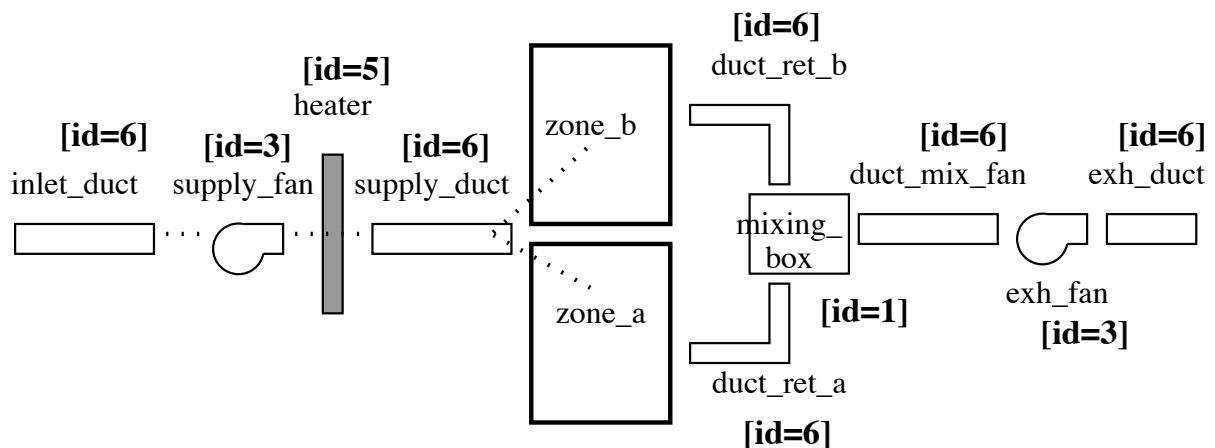 [id=6]
duct_ret_b
[id=5]
heater
zone_b
[id=6]
inlet_duct
[id=3]
supply_fan
[id=6]
supply_duct
[id=6]
duct_mix_fan
[id=6]
exh_duct
mixing_
box
zone_a
[id=1]
exh_fan
[id=3]
duct_ret_a
[id=6]